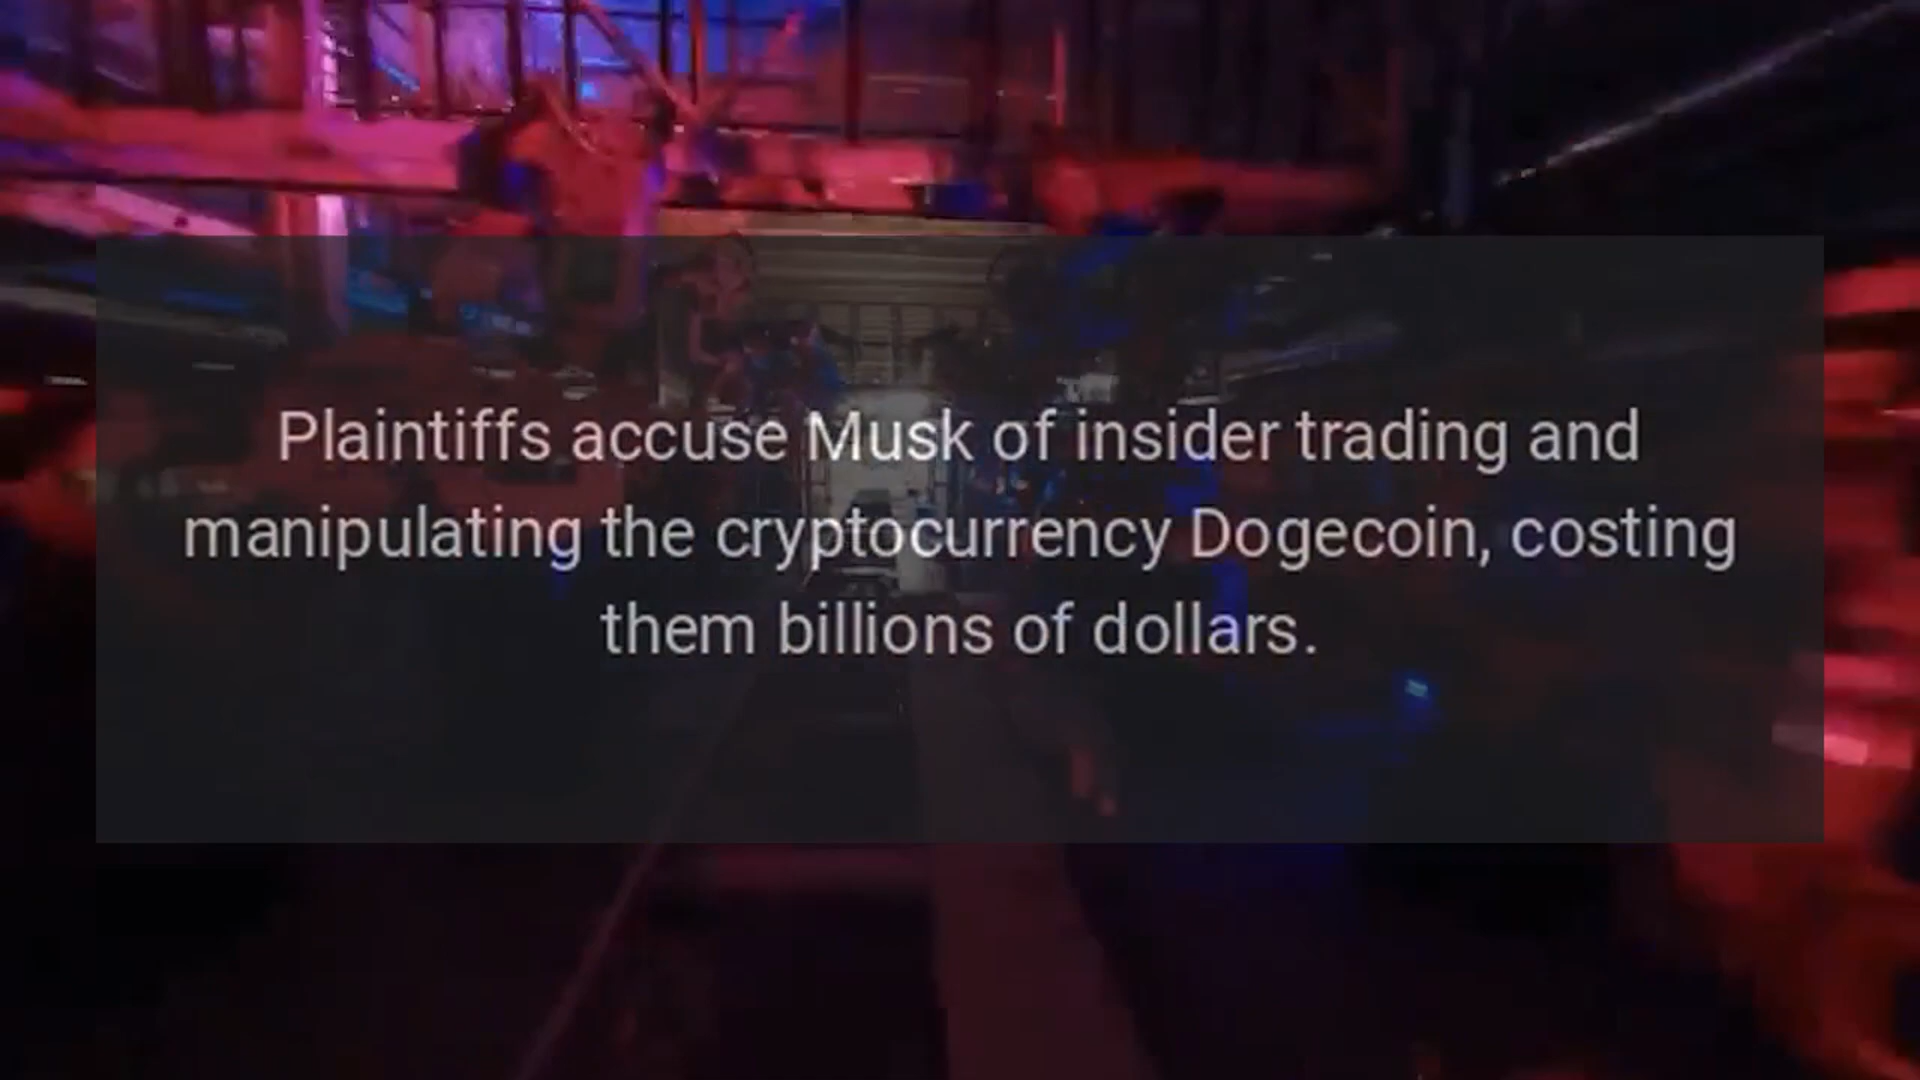 Plaintiffs accuse Musk of insider trading and
manipulating the cryptocurrency Dogecoin, costing
them billions of dollars.